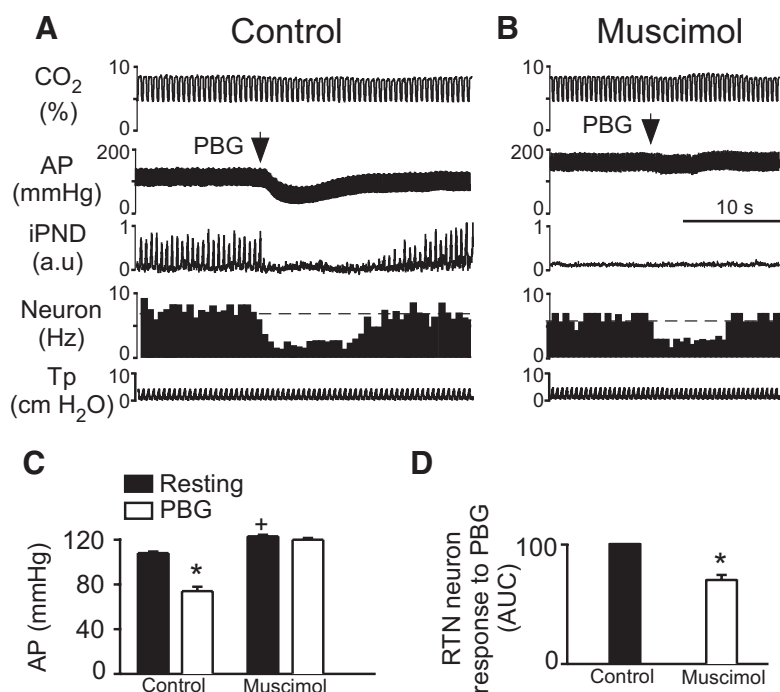 A Control
CO2 (%)
10
0
PBG
AP (mmHg)
200
0
iPND (a.u)
1
0
Neuron (Hz)
10
0
Tp (cm H2O)
10
0
B Muscimol
10
0
PBG
200
0
10 s
1
0
10
0
10
0
C
Resting
PBG
AP (mmHg)
120
80
40
0
*
+
Control Muscimol
D
RTN neuron
response to PBG
(AUC)
100
0
*
Control Muscimol